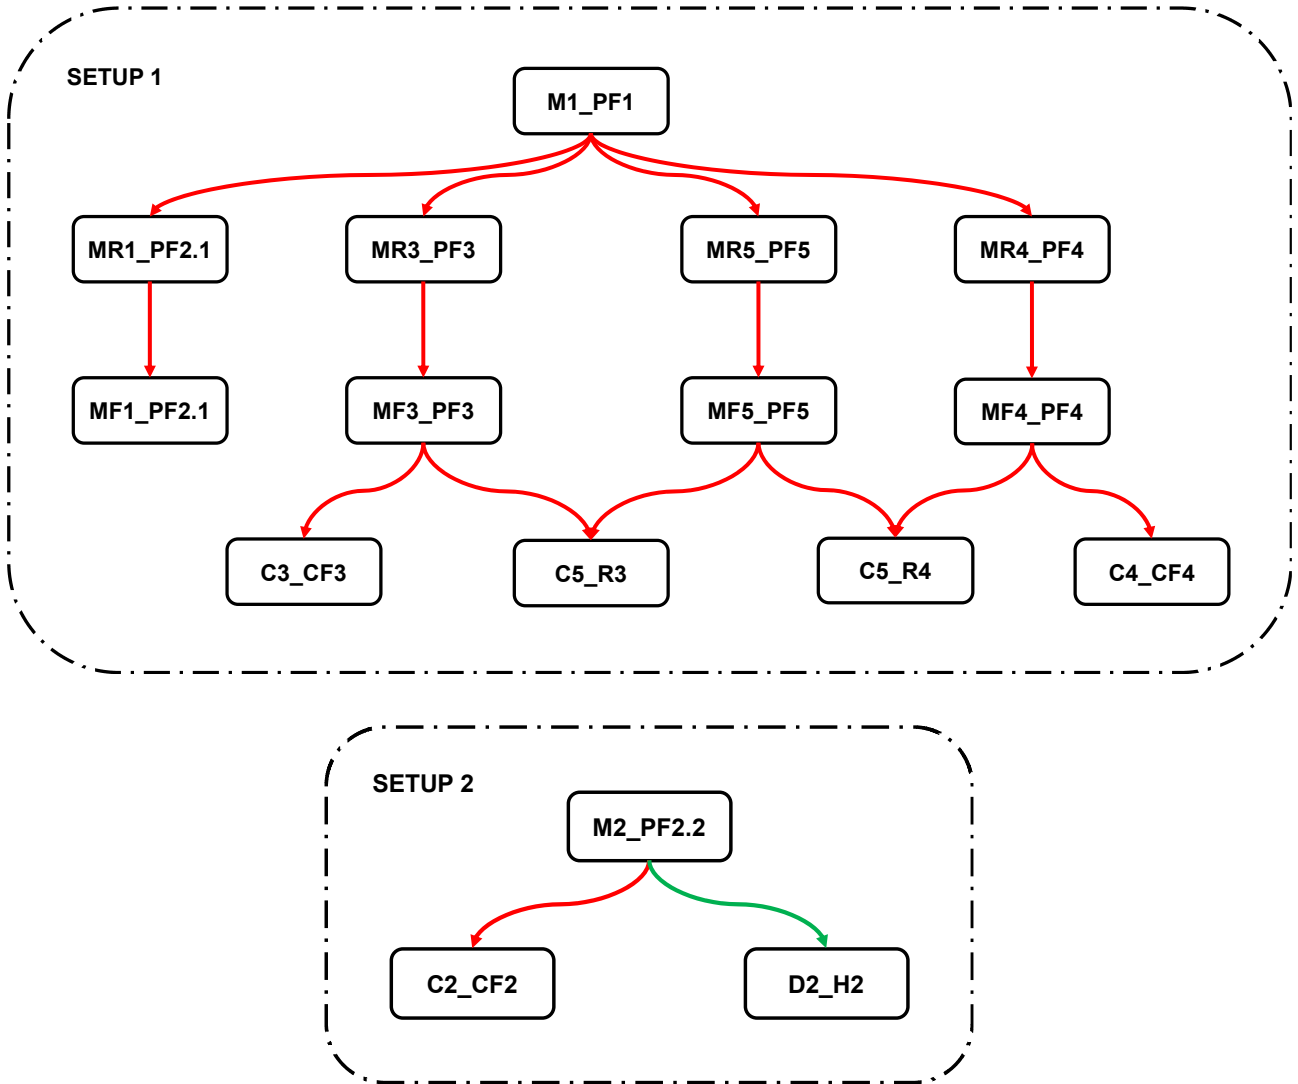 SETUP 1
M1_PF1
MR1_PF2.1
MR3_PF3
MR5_PF5
MR4_PF4
MF1_PF2.1
MF3_PF3
MF5_PF5
MF4_PF4
C3_CF3
C5_R3
C5_R4
C4_CF4
SETUP 2
M2_PF2.2
C2_CF2
D2_H2